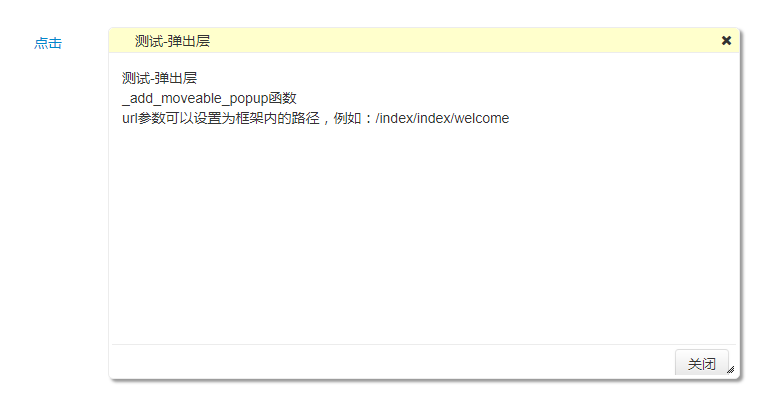 点击
测试-弹出层
测试-弹出层
_add_moveable_popup函数
url参数可以设置为框架内的路径，例如：/index/index/welcome
关闭